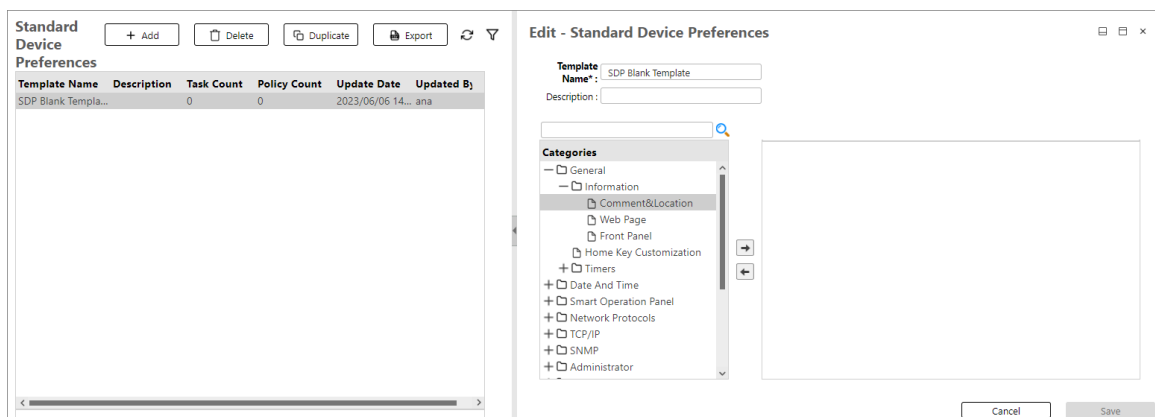 Standard
Device
Preferences
Add
Delete
Duplicate
Export
Template Name Description Task Count Policy Count Update Date Updated By
SDP Blank Templa... 0 0 2023/06/06 14... ana
Edit - Standard Device Preferences
Template
Name* :
SDP Blank Template
Description :
Categories
General
Information
Comment&Location
Web Page
Front Panel
Home Key Customization
Timers
Date And Time
Smart Operation Panel
Network Protocols
TCP/IP
SNMP
Administrator
Cancel
Save